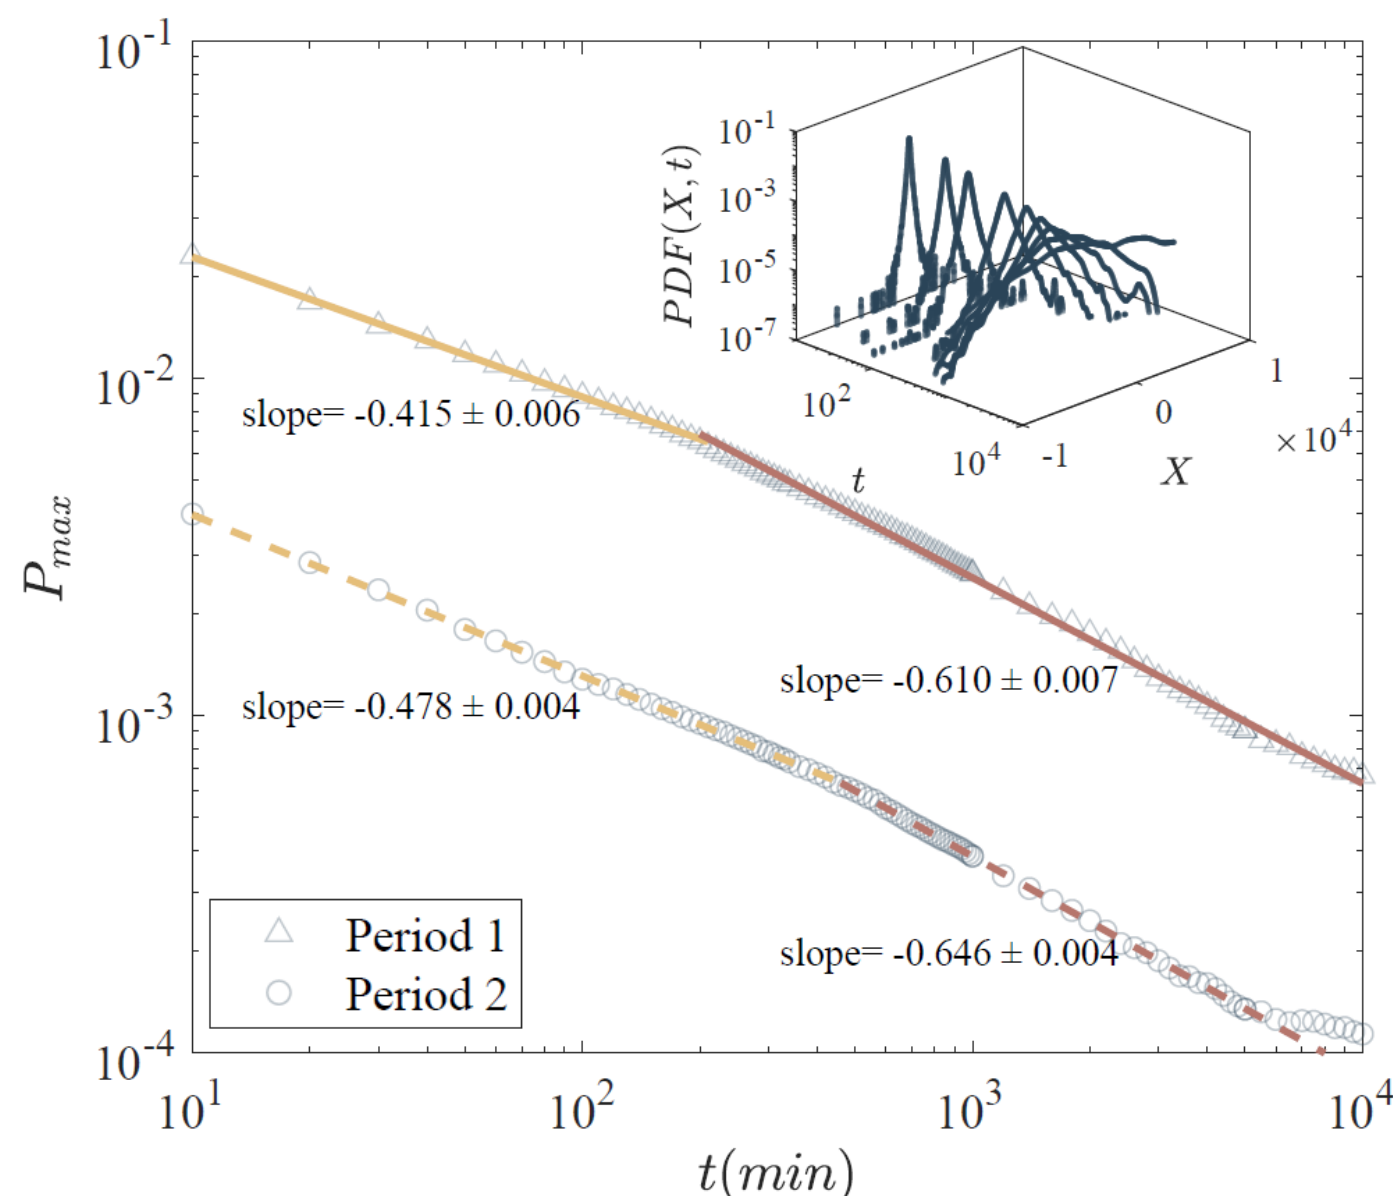 10^-1
10^-2
10^-3
10^-4
P_max
10^1
10^2
10^3
10^4
t(min)
slope= -0.415 ± 0.006
slope= -0.478 ± 0.004
slope= -0.610 ± 0.007
slope= -0.646 ± 0.004
Period 1
Period 2
PDF(X,t)
10^-1
10^-3
10^-5
10^-7
10^2
10^4
t
-1
0
1
×10^4
X